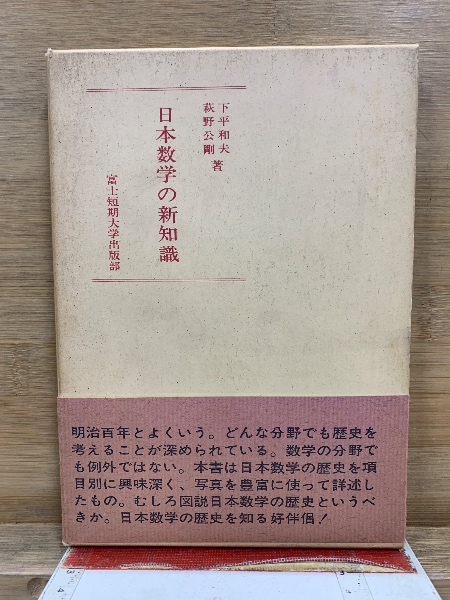 下平和夫
萩野公剛 著
日本数学の新知識
富士短期大学出版部
明治百年とよくいう。どんな分野でも歴史を
考えることが深められている。数学の分野で
も例外ではない。本書は日本数学の歴史を項
目別に興味深く、写真を豊富に使って詳述し
たもの。むしろ図説日本数学の歴史というべ
きか。日本数学の歴史を知る好伴侶！
3 4